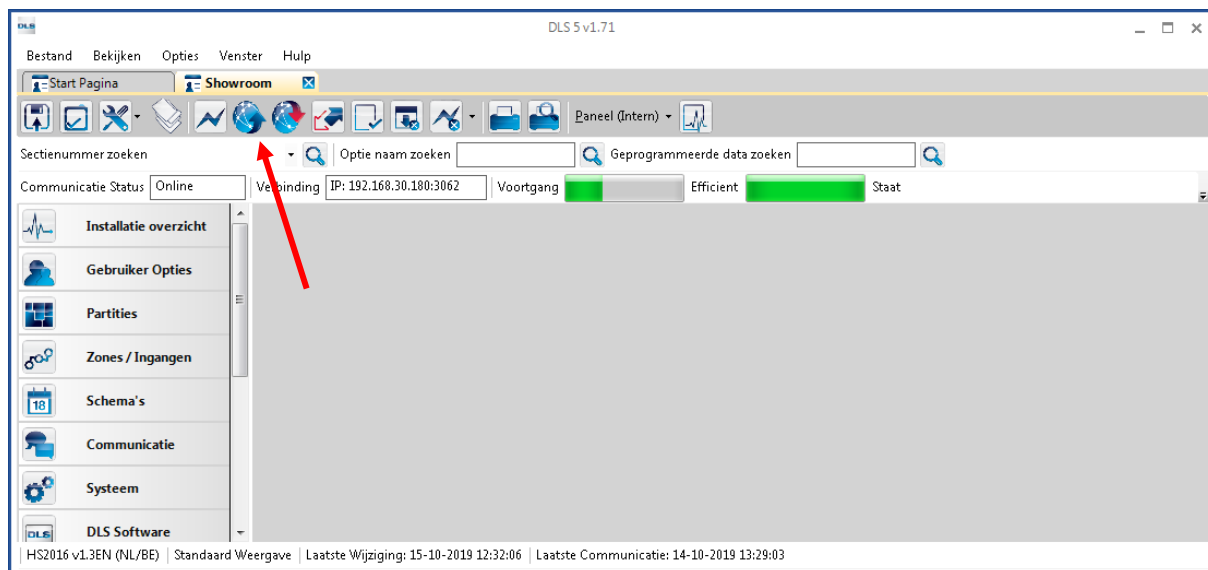 DLS DLS 5 v1.71
Bestand Bekijken Opties Venster Hulp
Start Pagina Showroom
Paneel (Intern)
Sectienummer zoeken Optie naam zoeken Geprogrammeerde data zoeken
Communicatie Status Online Verbinding IP: 192.168.30.180:3062 Voortgang Efficient Staat
Installatie overzicht
Gebruiker Opties
Partities
Zones / Ingangen
18 Schema's
Communicatie
Systeem
DLS DLS Software
HS2016 v1.3EN (NL/BE) Standaard Weergave Laatste Wijziging: 15-10-2019 12:32:06 Laatste Communicatie: 14-10-2019 13:29:03